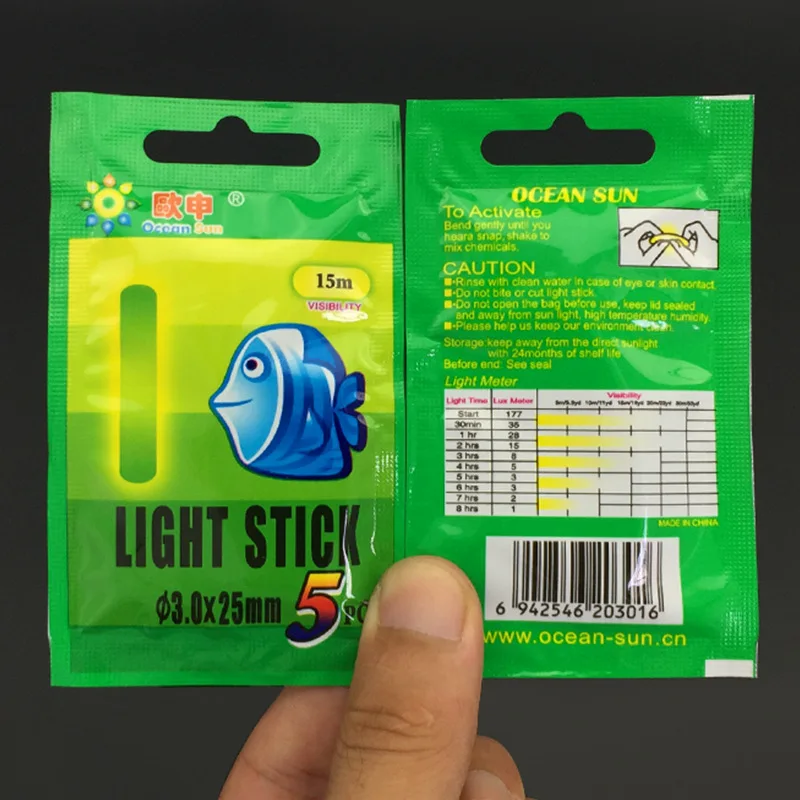 欧申 ®
Ocean Sun
15m
VISIBILITY
LIGHT STICK
φ3.0x25mm 5
OCEAN SUN
To Activate
Bend gently until you
heara snap, shake to
mix chemicals.
CAUTION
■Rinse with clean water in case of eye or skin contact.
■Do not bite or cut light stick.
■Do not open the bag before use, keep lid sealed
and away from sun light, high temperature humidity.
■Please help us keep our environment clean.
Storage:keep away from the direct sunlight
with 24months of shelf life
Before end: See seal
Light Meter
Light Time Lux Meter Visibility
Start 177
30min 35
1 hr 28
2 hrs 15
3 hrs 8
4 hrs 5
5 hrs 3
6 hrs 3
7 hrs 2
8 hrs 1
MADE IN CHINA
6 942546 203016
www.ocean-sun.cn